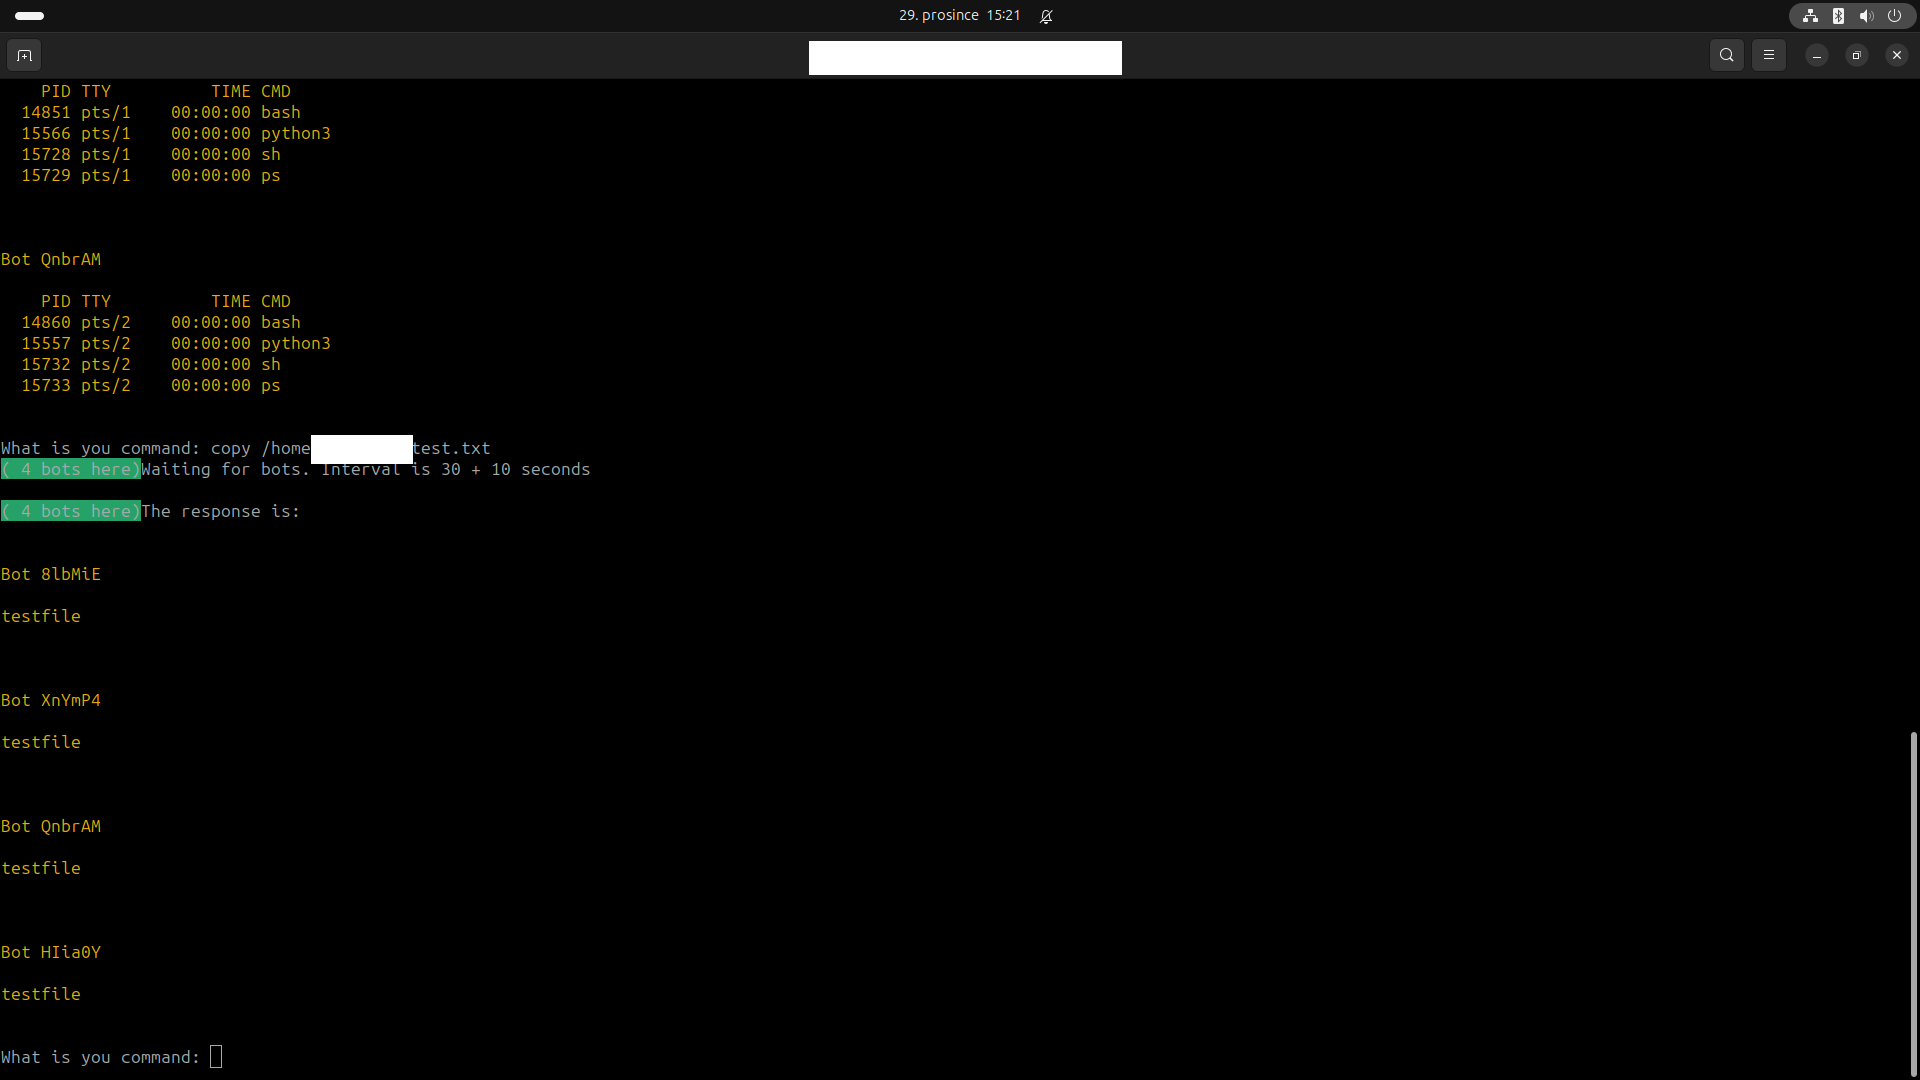 29. prosince 15:21
PID TTY TIME CMD
14851 pts/1 00:00:00 bash
15566 pts/1 00:00:00 python3
15728 pts/1 00:00:00 sh
15729 pts/1 00:00:00 ps
Bot QnbrAM
PID TTY TIME CMD
14860 pts/2 00:00:00 bash
15557 pts/2 00:00:00 python3
15732 pts/2 00:00:00 sh
15733 pts/2 00:00:00 ps
What is you command: copy /home test.txt
( 4 bots here)Waiting for bots. Interval is 30 + 10 seconds
( 4 bots here)The response is:
Bot 8lbMiE
testfile
Bot XnYmP4
testfile
Bot QnbrAM
testfile
Bot HIia0Y
testfile
What is you command: